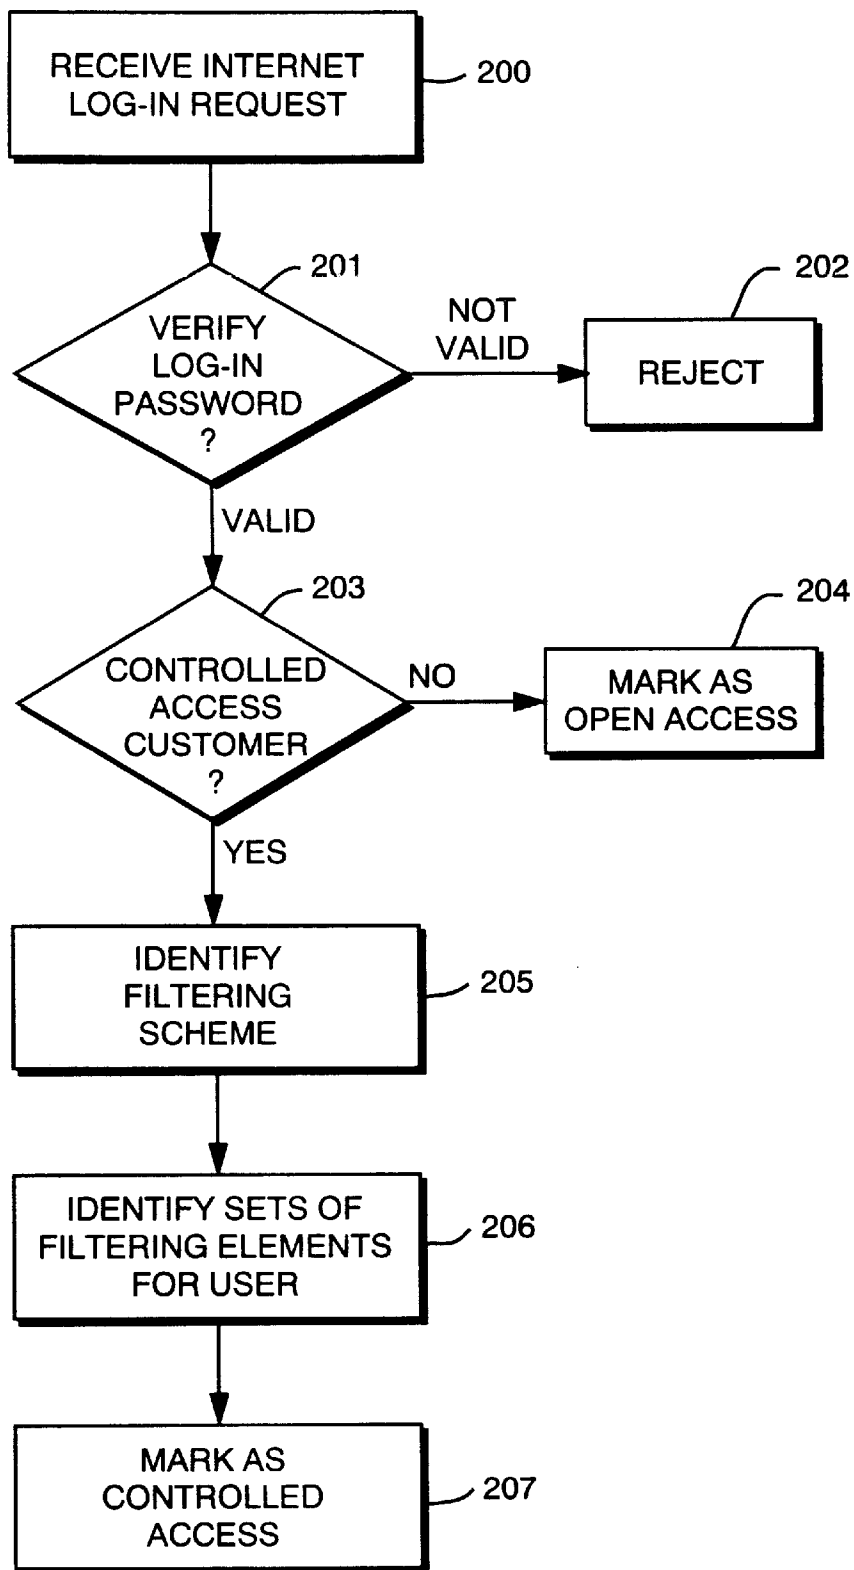 RECEIVE INTERNET
LOG-IN REQUEST
200
201
VERIFY
LOG-IN
PASSWORD
?
NOT
VALID
202
REJECT
VALID
203
CONTROLLED
ACCESS
CUSTOMER
?
NO
204
MARK AS
OPEN ACCESS
YES
IDENTIFY
FILTERING
SCHEME
205
IDENTIFY SETS OF
FILTERING ELEMENTS
FOR USER
206
MARK AS
CONTROLLED
ACCESS
207